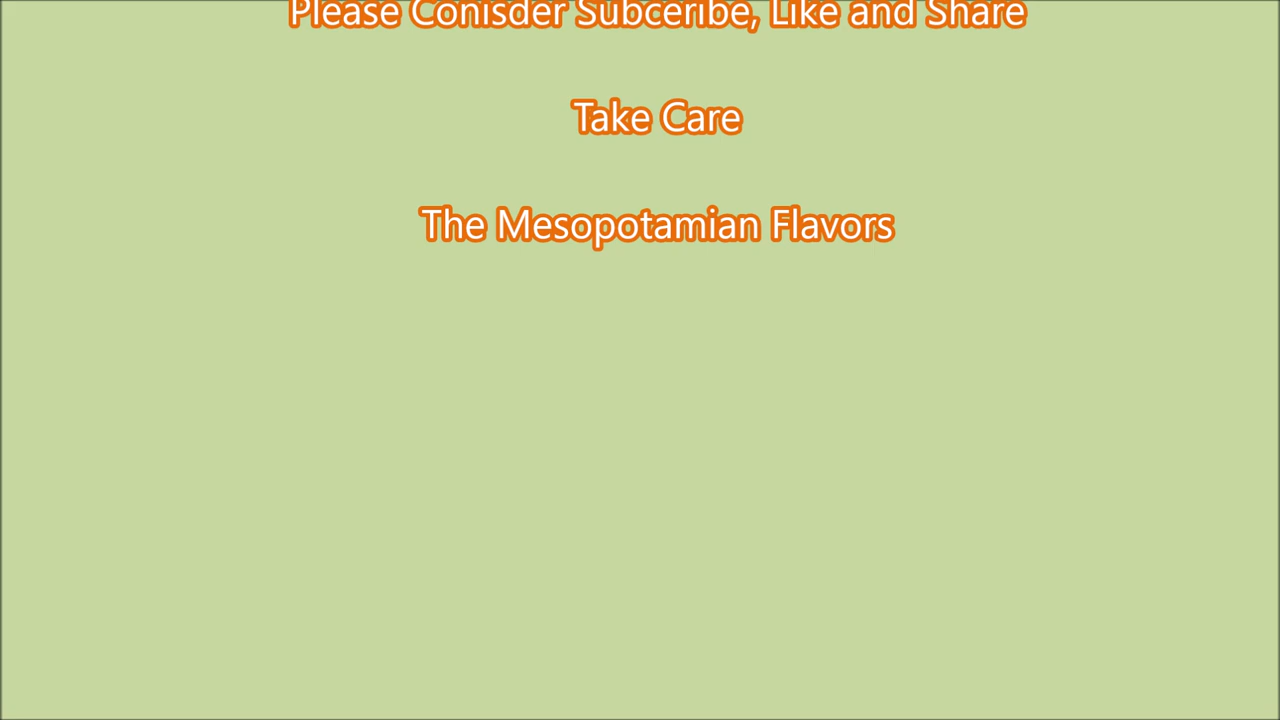 Please Conisder Subceribe, Like and Share
Take Care
The Mesopotamian Flavors